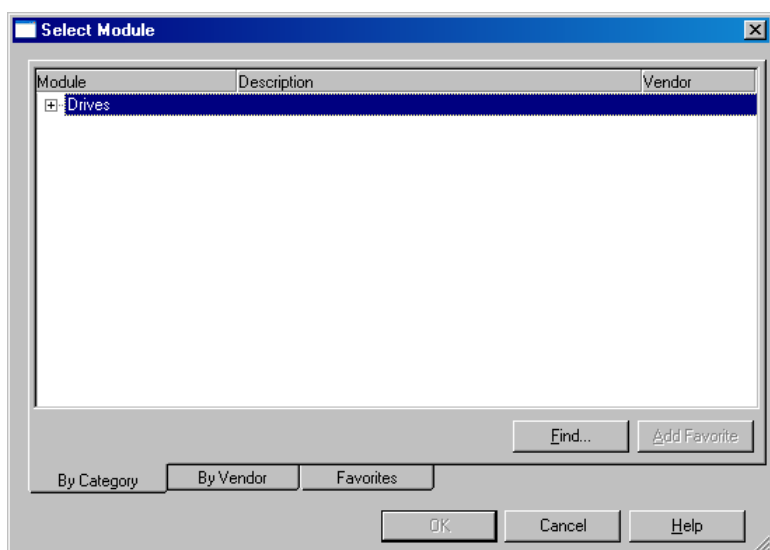 Select Module
Module Description Vendor
Drives
Find... Add Favorite
By Category By Vendor Favorites
OK Cancel Help